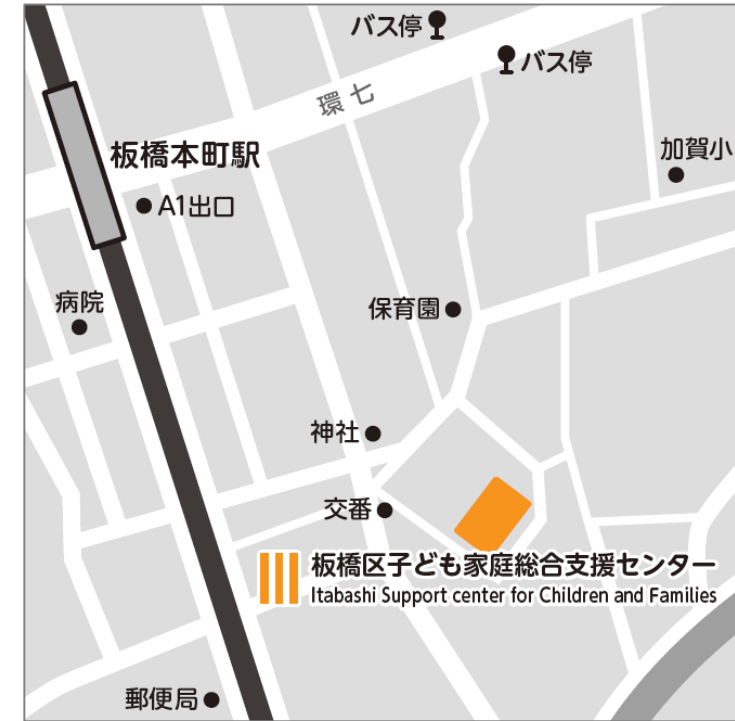 バス停
バス停
環七
板橋本町駅
加賀小
A1出口
病院
保育園
神社
交番
板橋区子ども家庭総合支援センター
Itabashi Support center for Children and Families
郵便局